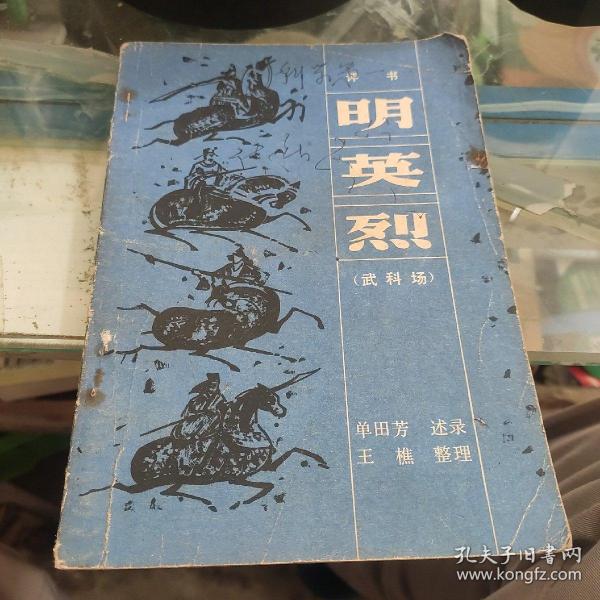 评书
明
英
烈
(武科场)
单田芳 述录
王樵 整理
孔夫子旧书网
www.kongfz.com